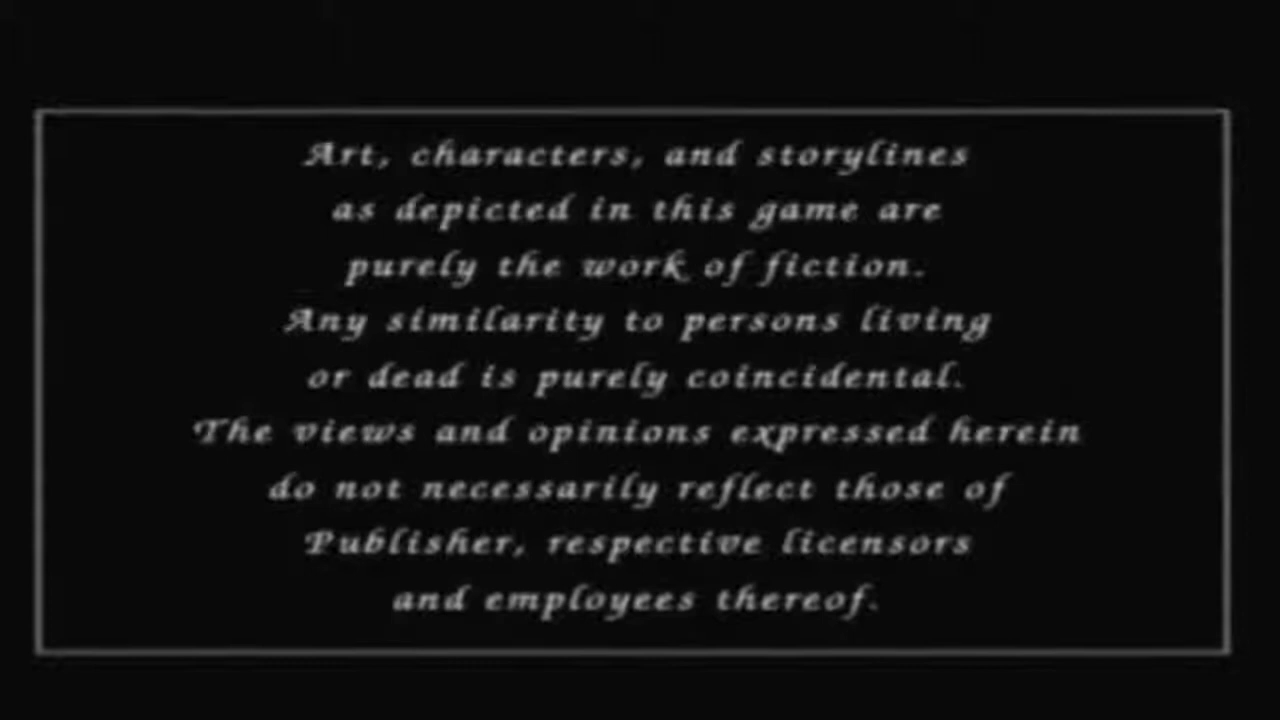 Art, characters, and storylines
as depicted in this game are
purely the work of fiction.
Any similarity to persons living
or dead is purely coincidental.
The views and opinions expressed herein
do not necessarily reflect those of
Publisher, respective licensors
and employees thereof.